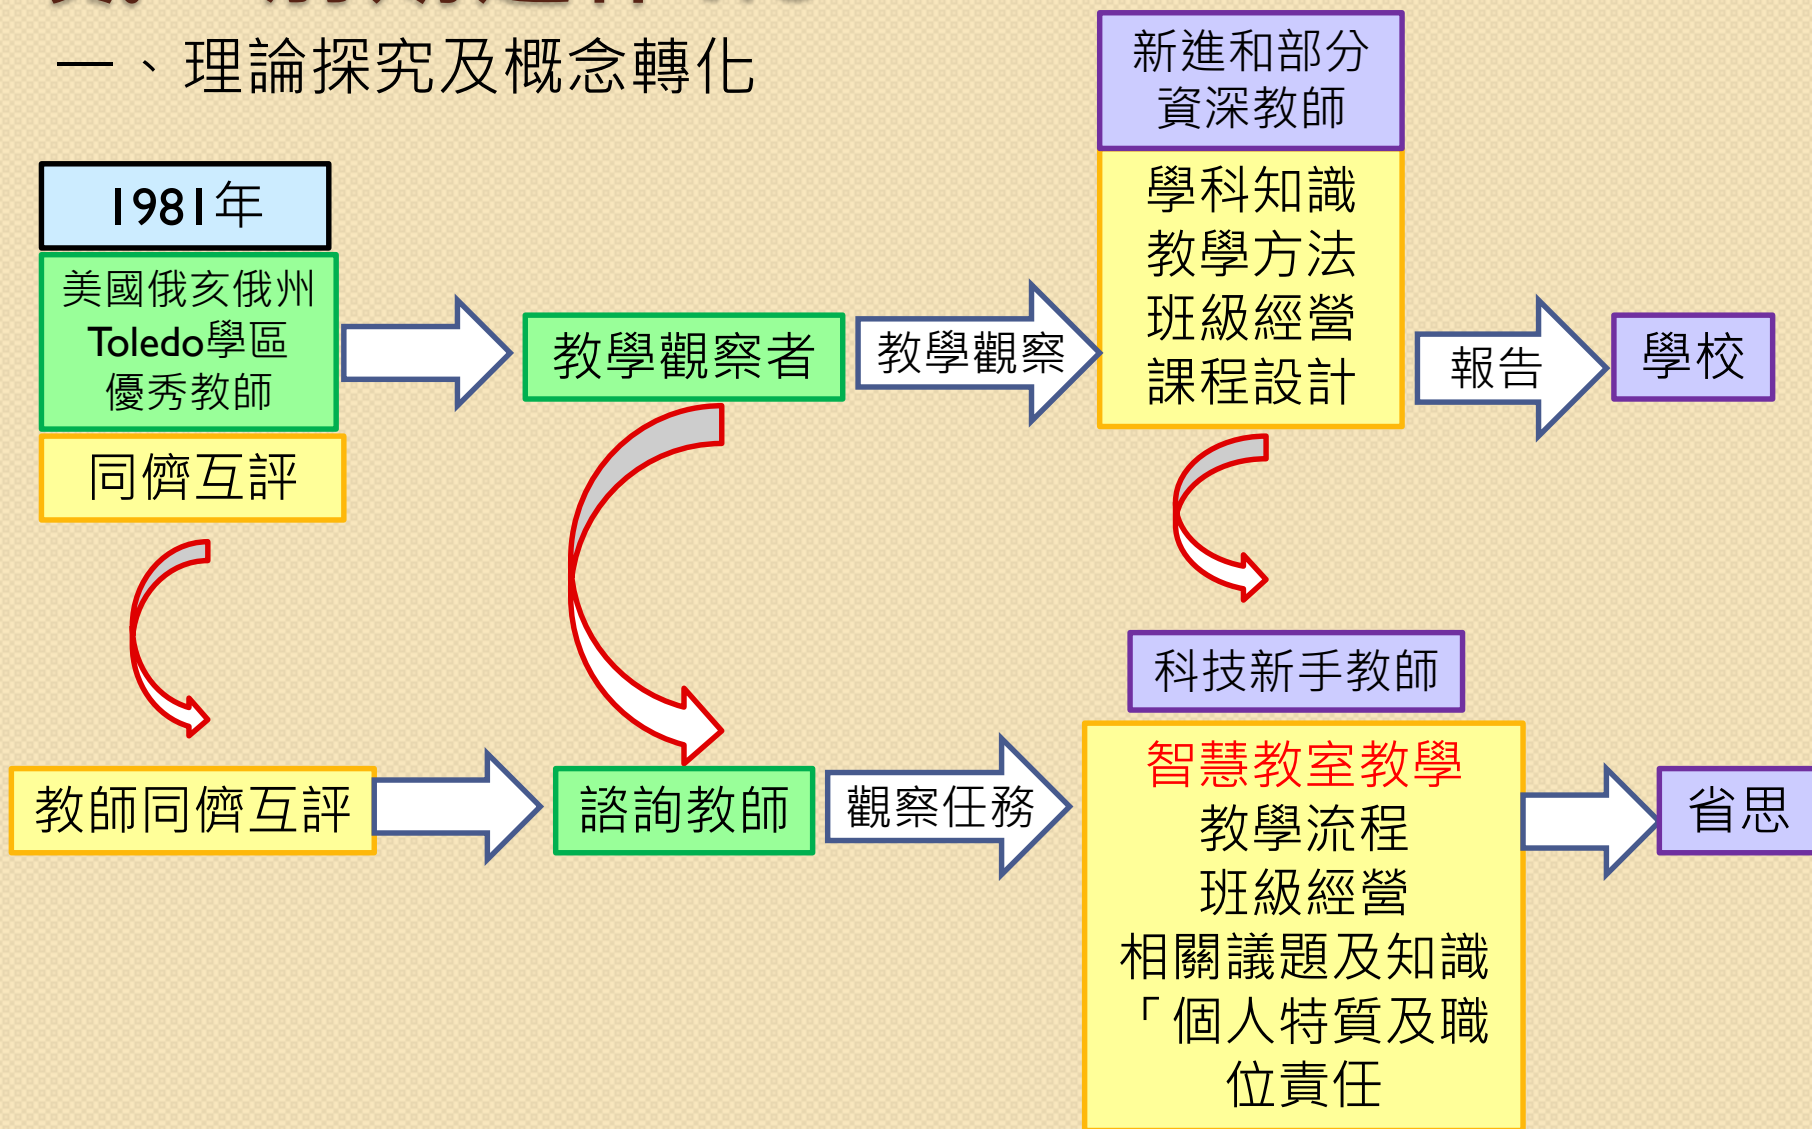 一、理論探究及概念轉化
1981年
美國俄亥俄州
Toledo學區
優秀教師
同儕互評
教學觀察者
教學觀察
新進和部分
資深教師
學科知識
教學方法
班級經營
課程設計
報告
學校
教師同儕互評
諮詢教師
觀察任務
科技新手教師
智慧教室教學
教學流程
班級經營
相關議題及知識
「個人特質及職
位責任
省思